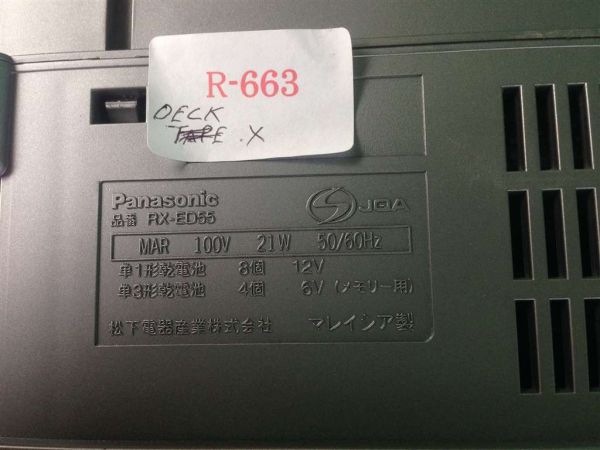 R-663
DECK
TAPE .X
Panasonic
JQA
品番 RX-ED55
MAR 100V 21W 50/60Hz
単1形乾電池 8個 12V
単3形乾電池 4個 6V (メモリー用)
松下電器産業株式会社 マレイシア製